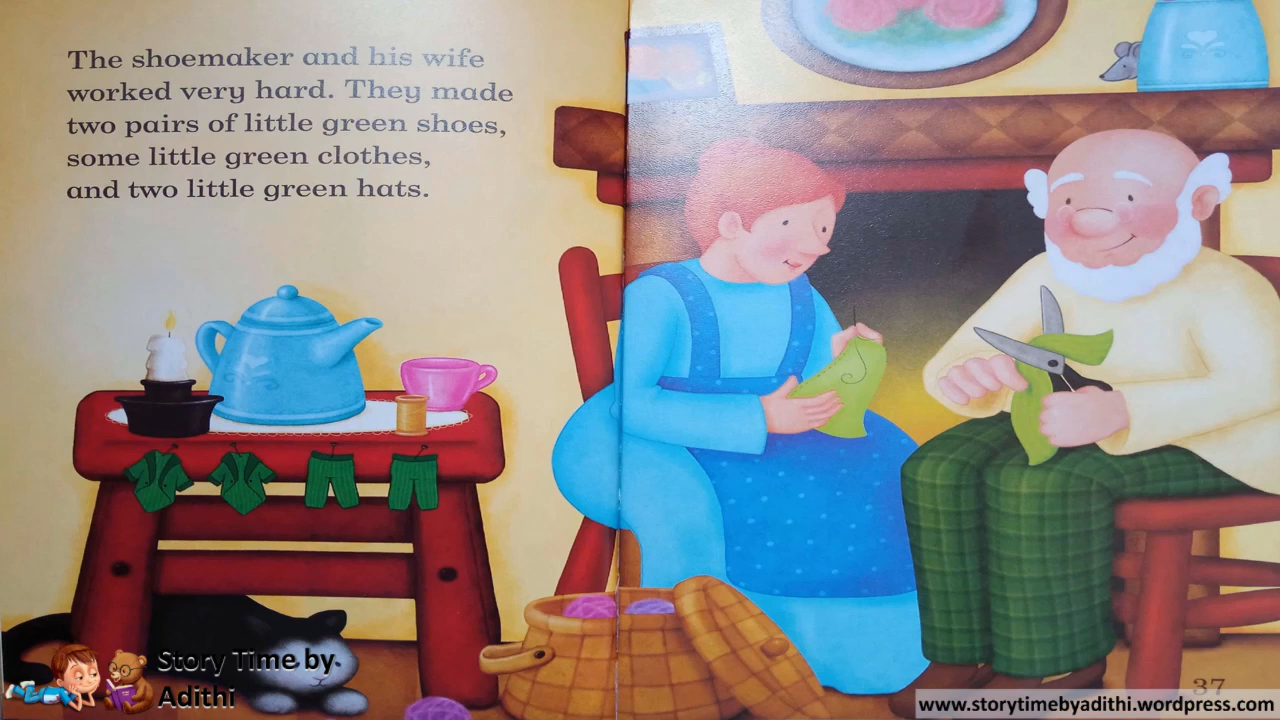 The shoemaker and his wife
worked very hard. They made
two pairs of little green shoes,
some little green clothes,
and two little green hats.
Story Time by
Adithi
37
www.storytimebyadithi.wordpress.com